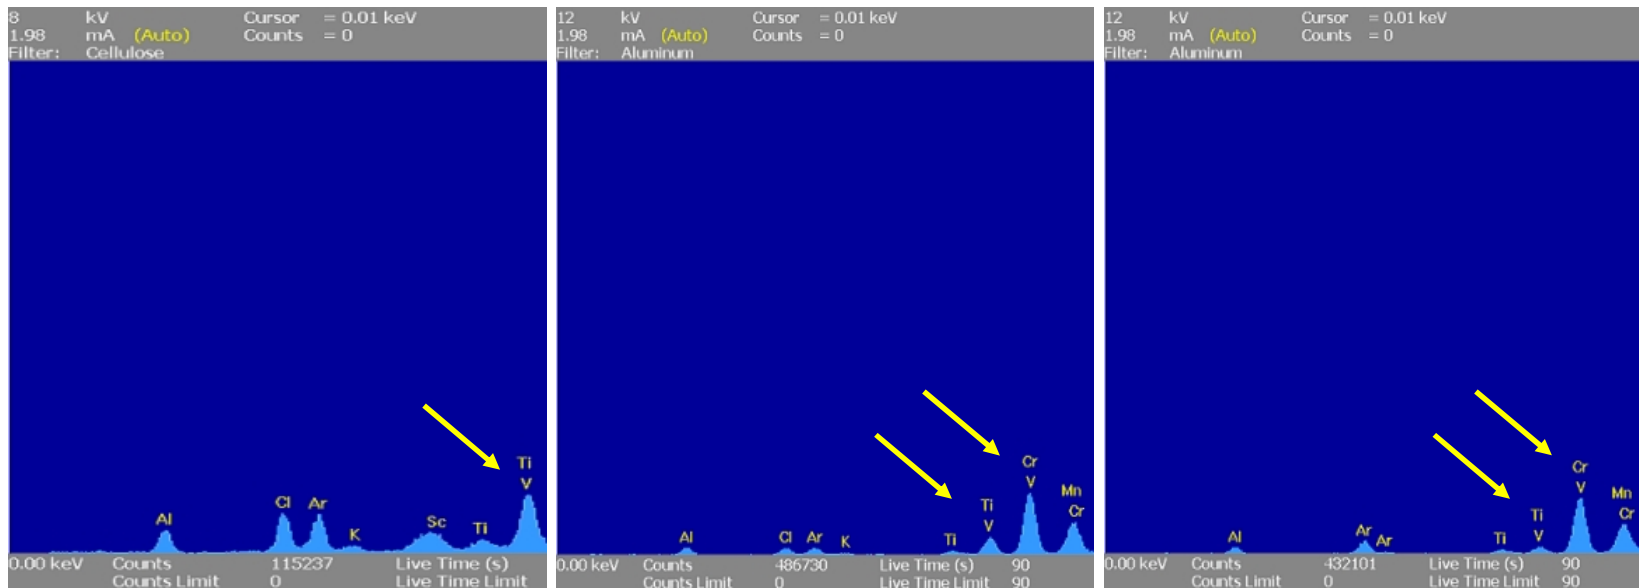 8 kV Cursor = 0.01 keV
1.98 mA (Auto) Counts = 0
Filter: Cellulose
Ti
V
Cl Ar
Al Sc
K Ti
0.00 keV Counts 115237 Live Time (s)
Counts Limit 0 Live Time Limit
12 kV Cursor = 0.01 keV
1.98 mA (Auto) Counts = 0
Filter: Aluminum
Cr
V
Mn
Ti Cr
V
Al Cl Ar K Ti
0.00 keV Counts 486730 Live Time (s) 90
Counts Limit 0 Live Time Limit 90
12 kV Cursor = 0.01 keV
1.98 mA (Auto) Counts = 0
Filter: Aluminum
Cr
V
Mn
Ti Cr
V
Al Ar Ar Ti
0.00 keV Counts 432101 Live Time (s) 90
Counts Limit 0 Live Time Limit 90